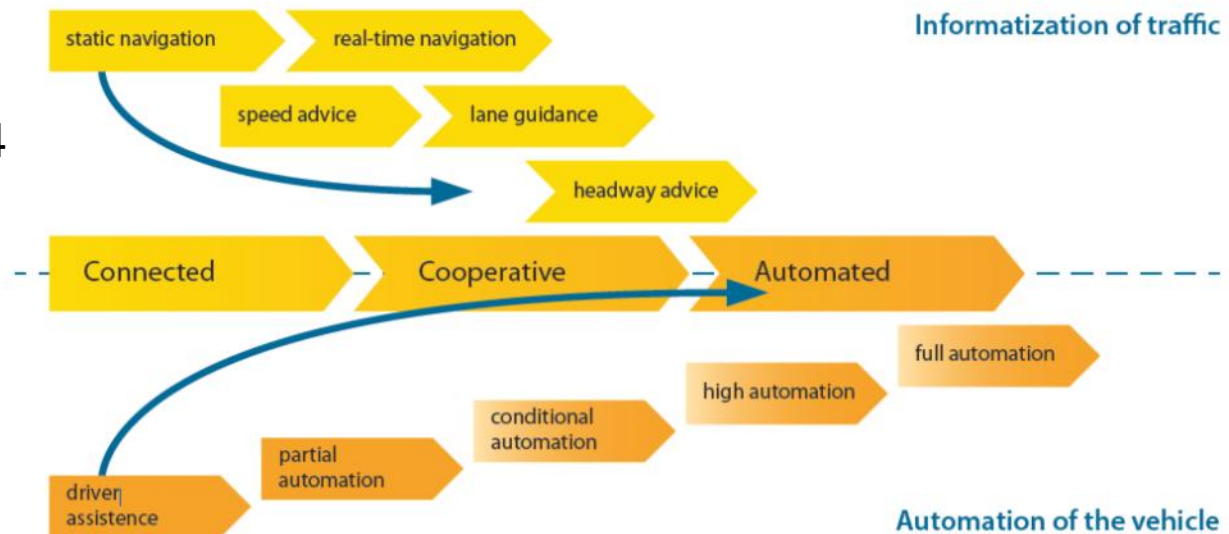 Informatization of traffic
static navigation
real-time navigation
speed advice
lane guidance
4
headway advice
Connected
Cooperative
Automated
full automation
high automation
conditional
automation
partial
automation
driver
assistence
Automation of the vehicle